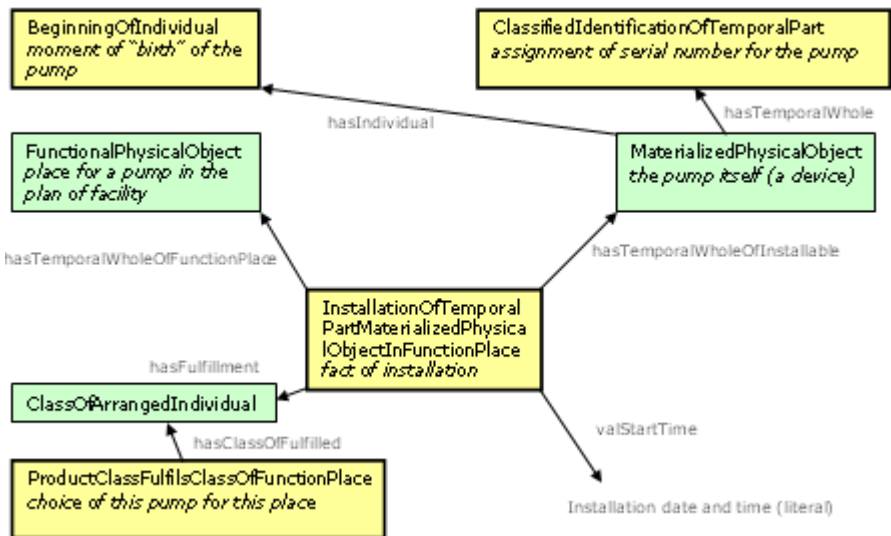 BeginningOfIndividual
moment of "birth" of the
pump
ClassifiedIdentificationOfTemporalPart
assignment of serial number for the pump
hasIndividual
hasTemporalWhole
FunctionalPhysicalObject
place for a pump in the
plan of facility
MaterializedPhysicalObject
the pump itself (a device)
hasTemporalWholeOfFunctionPlace
hasTemporalWholeOfInstallable
InstallationOfTemporal
PartMaterializedPhysica
lObjectInFunctionPlace
fact of installation
hasFulfillment
ClassOfArrangedIndividual
hasClassOfFulfilled
valStartTime
ProductClassFulfilsClassOfFunctionPlace
choice of this pump for this place
Installation date and time (literal)